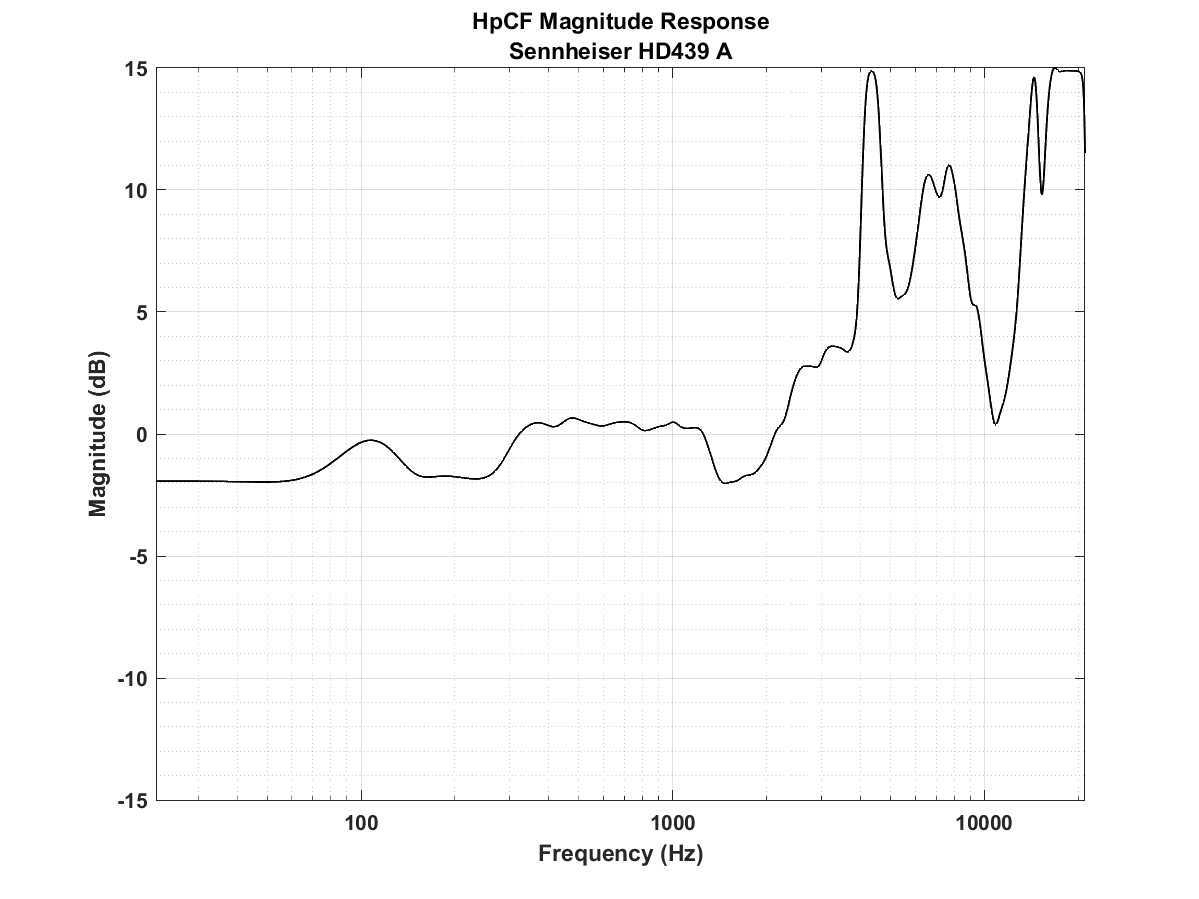 HpCF Magnitude Response
Sennheiser HD439 A
15
10
5
0
-5
-10
-15
Magnitude (dB)
100
1000
10000
Frequency (Hz)